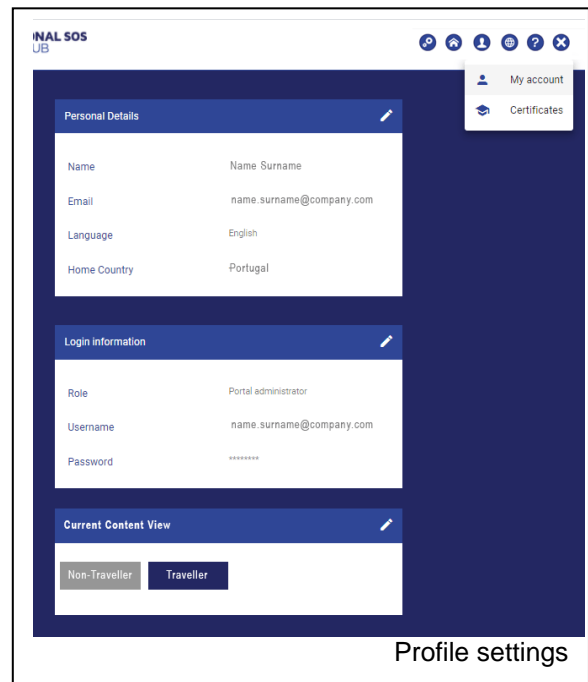 ONAL SOS
UB
?
My account
Certificates
Personal Details
Name Name Surname
Email name.surname@company.com
Language English
Home Country Portugal
Login information
Role Portal administrator
Username name.surname@company.com
Password ********
Current Content View
Non-Traveller Traveller
Profile settings